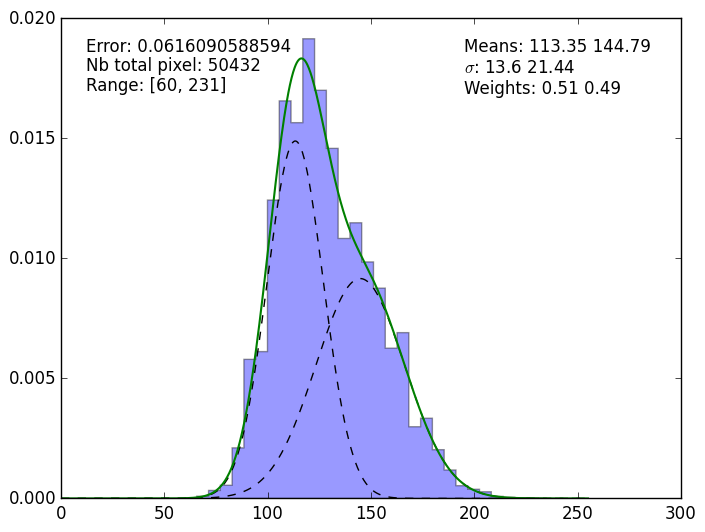 Error: 0.0616090588594
Nb total pixel: 50432
Range: [60, 231]
Means: 113.35 144.79
σ: 13.6 21.44
Weights: 0.51 0.49
0.020
0.015
0.010
0.005
0.000
0 50 100 150 200 250 300